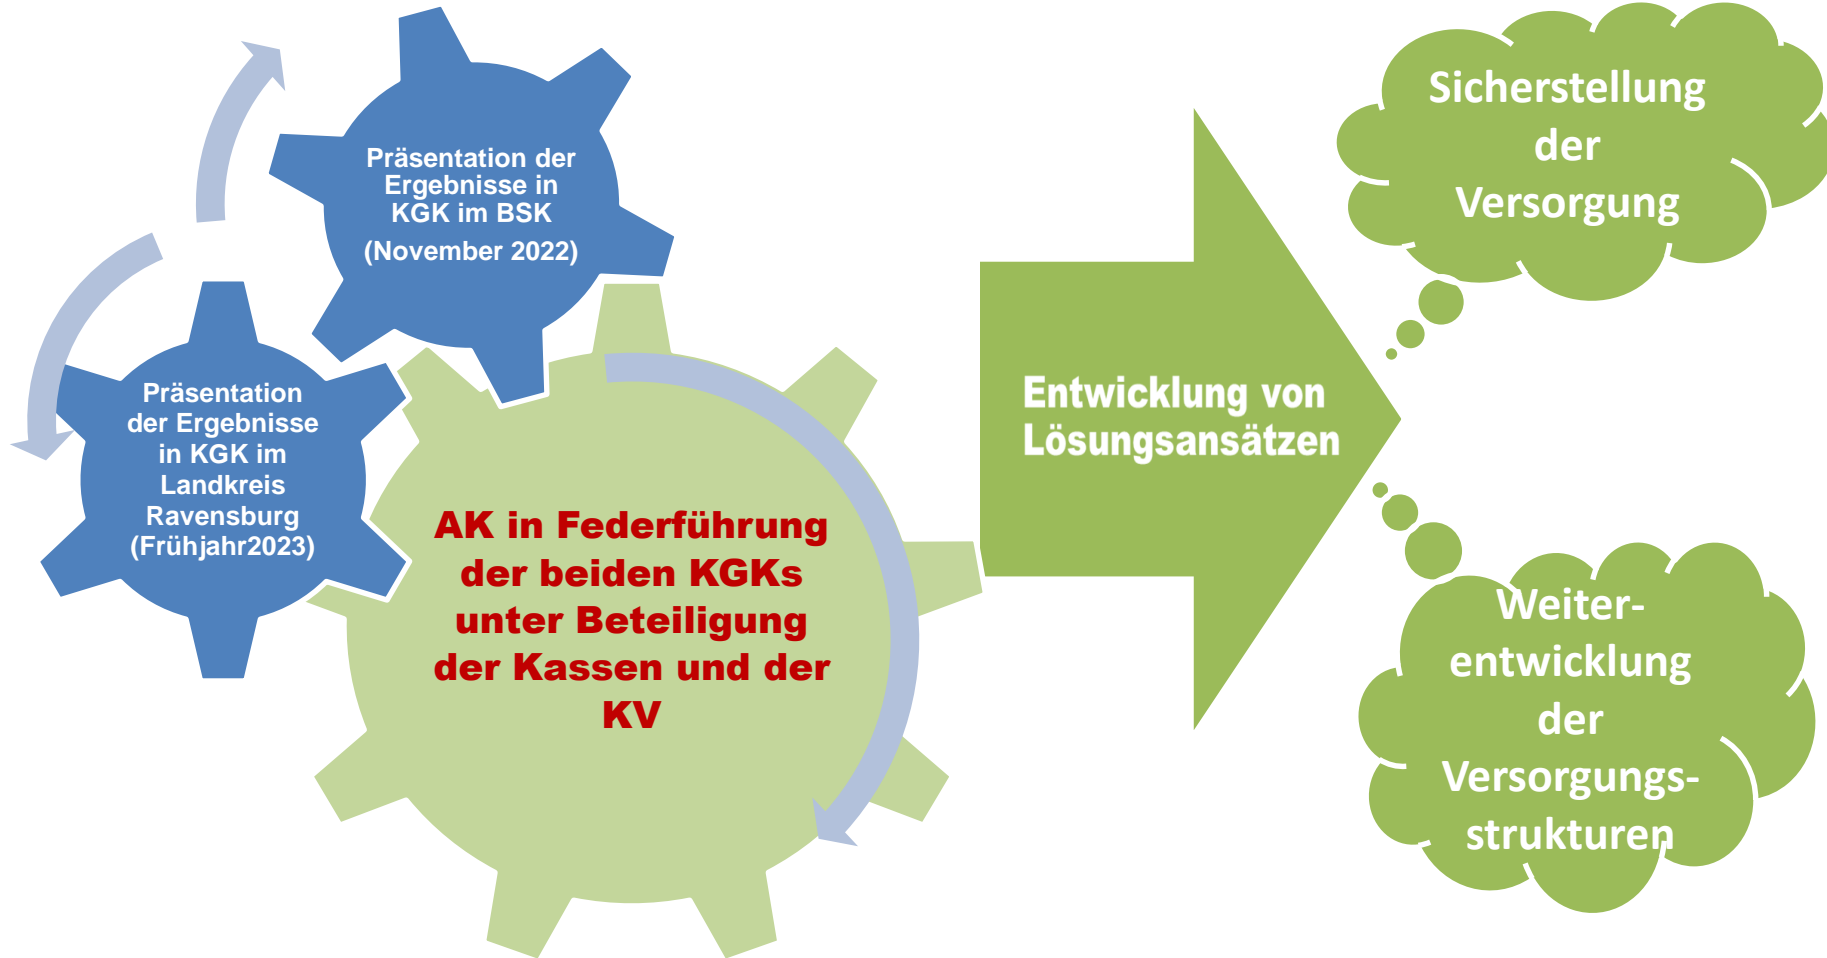 Präsentation der
Ergebnisse in
KGK im BSK
(November 2022)
Präsentation
der Ergebnisse
in KGK im
Landkreis
Ravensburg
(Frühjahr2023)
AK in Federführung
der beiden KGKs
unter Beteiligung
der Kassen und der
KV
Entwicklung von
Lösungsansätzen
Sicherstellung
der
Versorgung
Weiter-
entwicklung
der
Versorgungs-
strukturen